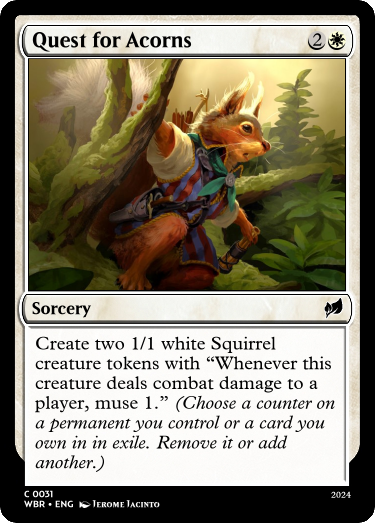 Quest for Acorns 2
Sorcery
Create two 1/1 white Squirrel
creature tokens with “Whenever this
creature deals combat damage to a
player, muse 1.” (Choose a counter on
a permanent you control or a card you
own in in exile. Remove it or add
another.)
C 0031
2024
WBR • ENG Jerome Jacinto